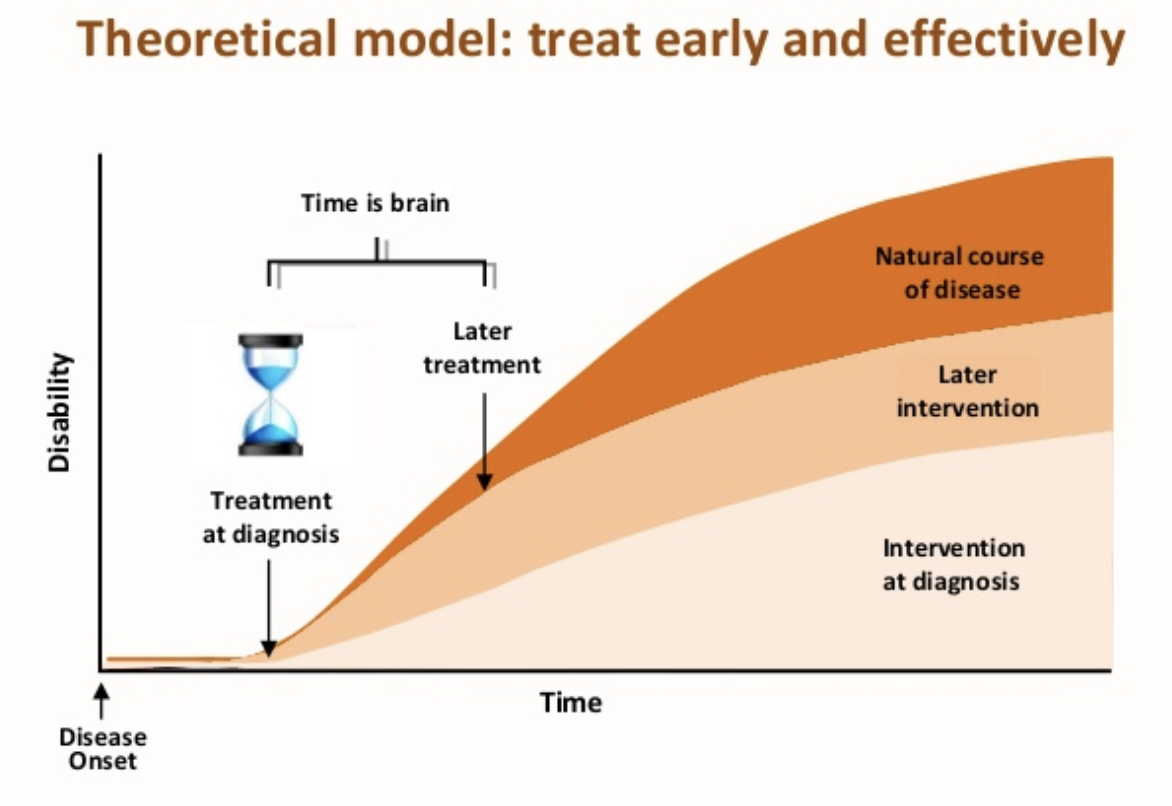 Theoretical model: treat early and effectively
Time is brain
Natural course
of disease
Later
treatment
Later
intervention
Disability
Treatment
at diagnosis
Intervention
at diagnosis
Time
Disease
Onset